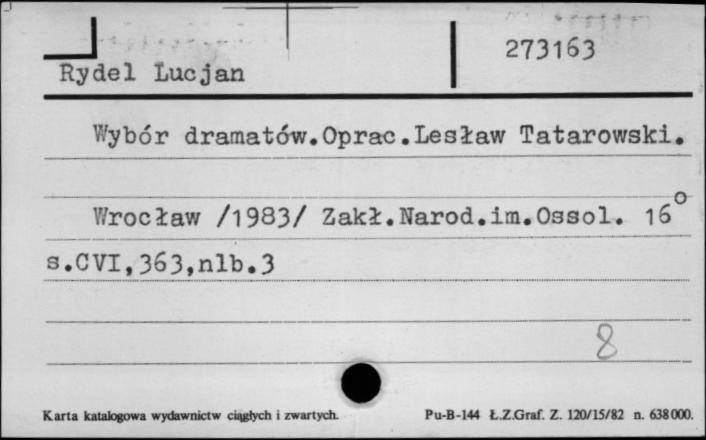 273163
Rydel Lucjan
Wybór dramatów.Oprac.Lesław Tatarowski.
Wrocław /1983/ Zakł.Narod.im.Ossol. 16°
s.CVI,363,nlb.3
8
Karta katalogowa wydawnictw ciągłych i zwartych. Pu-B-144 Ł.Z.Graf. Z. 120/15/82 n. 638000.